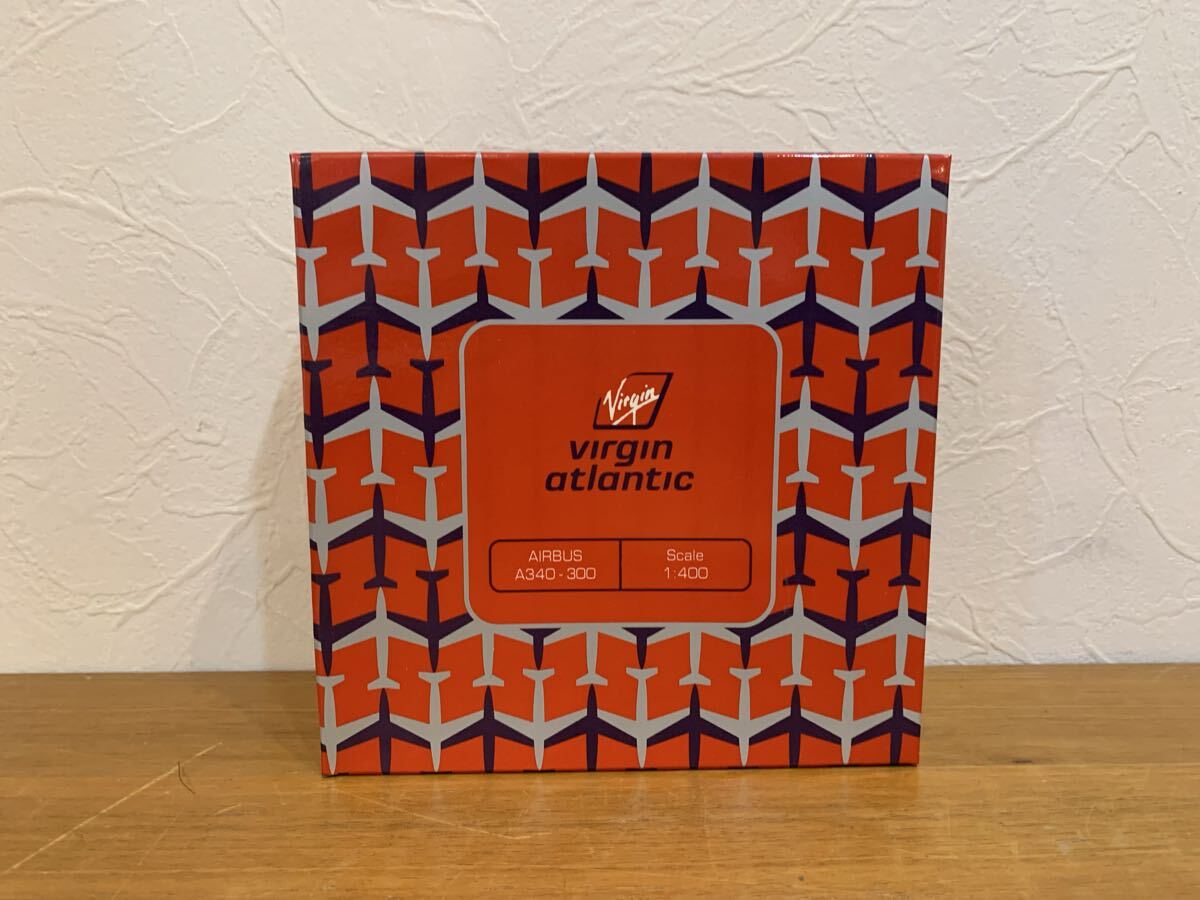 Virgin
virgin
atlantic
AIRBUS
A340-300
Scale
1:400